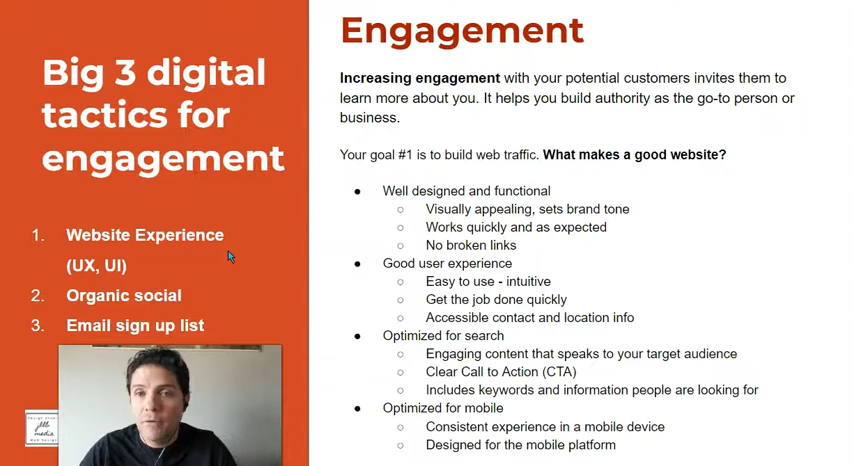 Big 3 digital
tactics for
engagement
1. Website Experience
(UX, UI)
2. Organic social
3. Email sign up list
jlli
media
Engagement
Increasing engagement with your potential customers invites them to
learn more about you. It helps you build authority as the go-to person or
business.
Your goal #1 is to build web traffic. What makes a good website?
● Well designed and functional
○ Visually appealing, sets brand tone
○ Works quickly and as expected
○ No broken links
● Good user experience
○ Easy to use - intuitive
○ Get the job done quickly
○ Accessible contact and location info
● Optimized for search
○ Engaging content that speaks to your target audience
○ Clear Call to Action (CTA)
○ Includes keywords and information people are looking for
● Optimized for mobile
○ Consistent experience in a mobile device
○ Designed for the mobile platform